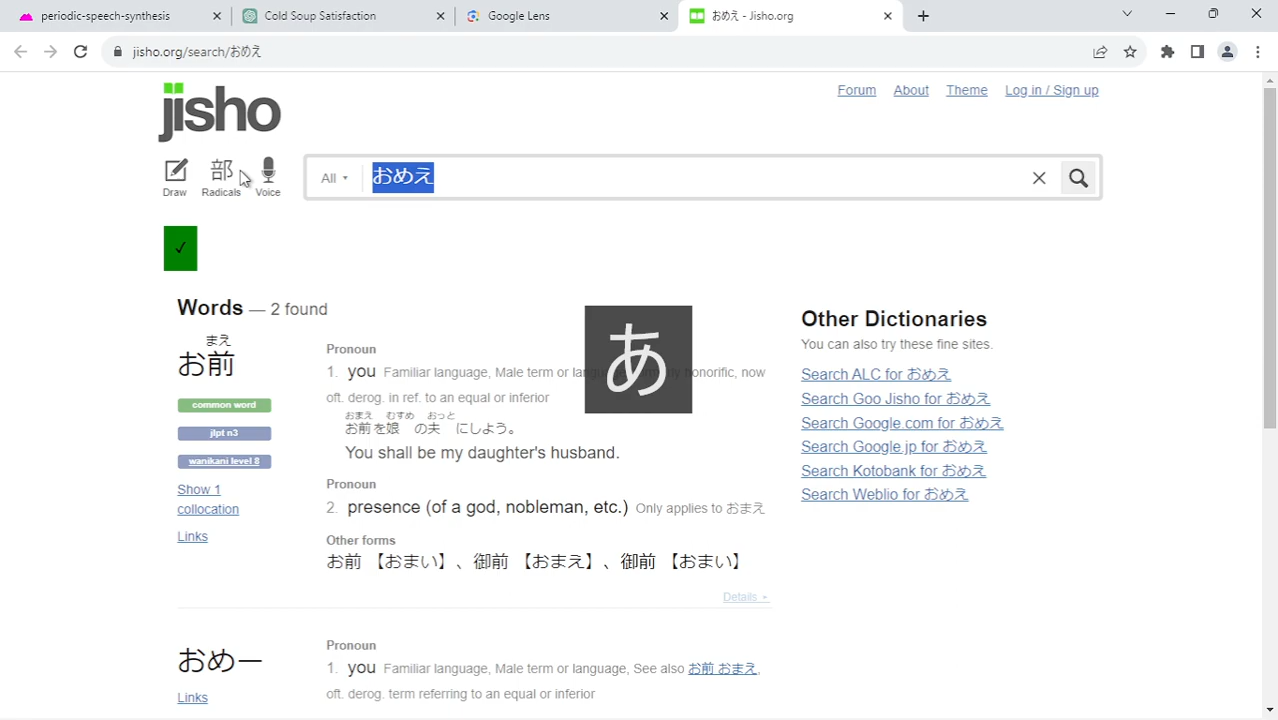 periodic-speech-synthesis
Cold Soup Satisfaction
Google Lens
おめえ - Jisho.org
jisho.org/search/おめえ
jisho
Forum
About
Theme
Log in / Sign up
部
Draw
Radicals
Voice
All
おめえ
✓
Words — 2 found
まえ
お前
common word
jlpt n3
wanikani level 8
Show 1
collocation
Links
Pronoun
1. you Familiar language, Male term or language, formerly honorific, now
oft. derog. in ref. to an equal or inferior
おまえ むすめ おっと
お前を娘の夫にしよう。
You shall be my daughter's husband.
Pronoun
2. presence (of a god, nobleman, etc.) Only applies to おまえ
Other forms
お前 【おまい】、御前 【おまえ】、御前 【おまい】
Details
あ
おめー
Links
Pronoun
1. you Familiar language, Male term or language, See also お前 おまえ,
oft. derog. term referring to an equal or inferior
Other Dictionaries
You can also try these fine sites.
Search ALC for おめえ
Search Goo Jisho for おめえ
Search Google com for おめえ
Search Google jp for おめえ
Search Kotobank for おめえ
Search Weblio for おめえ